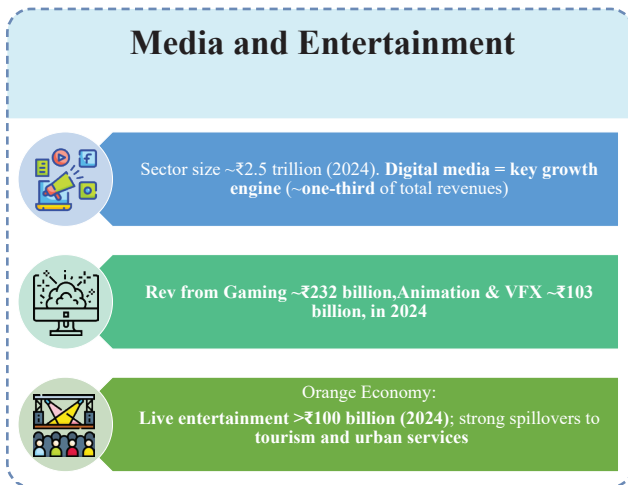 Media and Entertainment
Sector size ~₹2.5 trillion (2024). Digital media = key growth
engine (~one-third of total revenues)
Rev from Gaming ~₹232 billion,Animation & VFX ~₹103
billion, in 2024
Orange Economy:
Live entertainment >₹100 billion (2024); strong spillovers to
tourism and urban services